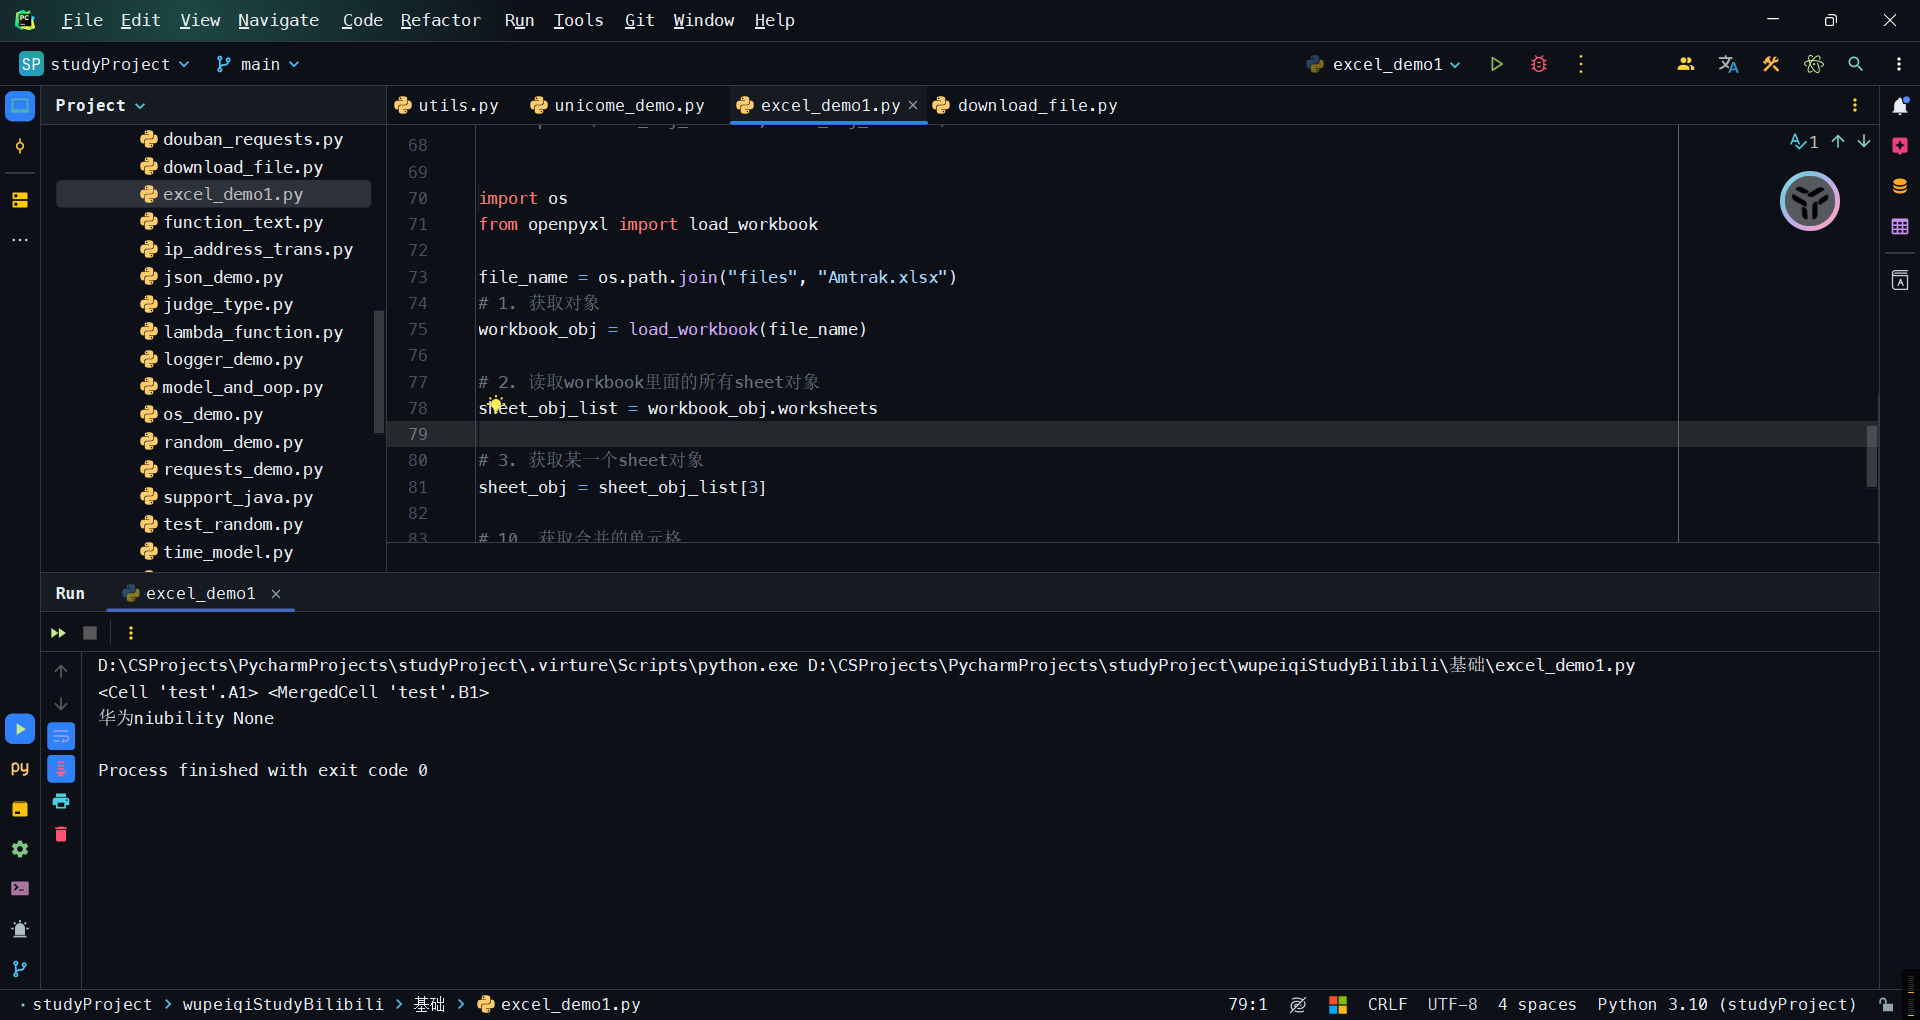 File Edit View Navigate Code Refactor Run Tools Git Window Help
SP studyProject main excel_demo1
Project
utils.py unicome_demo.py excel_demo1.py download_file.py
douban_requests.py
download_file.py
excel_demo1.py
function_text.py
ip_address_trans.py
json_demo.py
judge_type.py
lambda_function.py
logger_demo.py
model_and_oop.py
os_demo.py
random_demo.py
requests_demo.py
support_java.py
test_random.py
time_model.py
1
68
69
70 import os
71 from openpyxl import load_workbook
72
73 file_name = os.path.join("files", "Amtrak.xlsx")
74 # 1. 获取对象
75 workbook_obj = load_workbook(file_name)
76
77 # 2. 读取workbook里面的所有sheet对象
78 sheet_obj_list = workbook_obj.worksheets
79
80 # 3. 获取某一个sheet对象
81 sheet_obj = sheet_obj_list[3]
82
83 # 10. 获取合并的单元格
Run excel_demo1
D:\CSProjects\PycharmProjects\studyProject\.virture\Scripts\python.exe D:\CSProjects\PycharmProjects\studyProject\wupeiqiStudyBilibili\基础\excel_demo1.py
<Cell 'test'.A1> <MergedCell 'test'.B1>
华为niubility None
Process finished with exit code 0
studyProject > wupeiqiStudyBilibili > 基础 > excel_demo1.py
79:1 CRLF UTF-8 4 spaces Python 3.10 (studyProject)